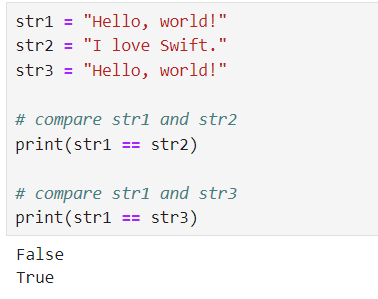 str1 = "Hello, world!"
str2 = "I love Swift."
str3 = "Hello, world!"
# compare str1 and str2
print(str1 == str2)
# compare str1 and str3
print(str1 == str3)
False
True